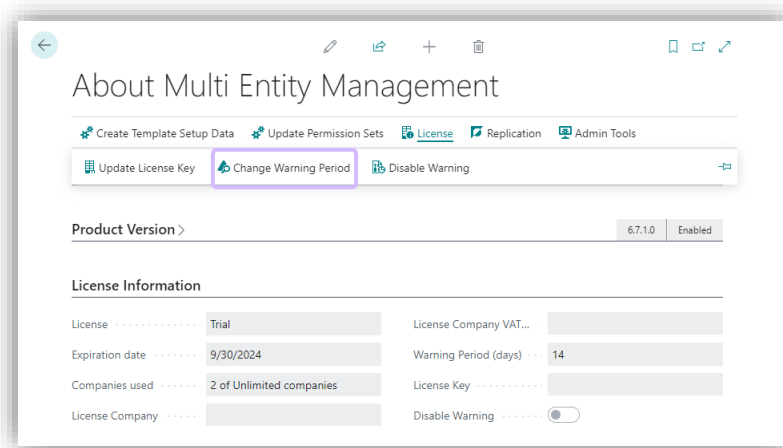 About Multi Entity Management
Create Template Setup Data Update Permission Sets License Replication Admin Tools
Update License Key Change Warning Period Disable Warning
Product Version > 6.7.1.0 Enabled
License Information
License Trial License Company VAT...
Expiration date 9/30/2024 Warning Period (days) 14
Companies used 2 of Unlimited companies License Key
License Company Disable Warning